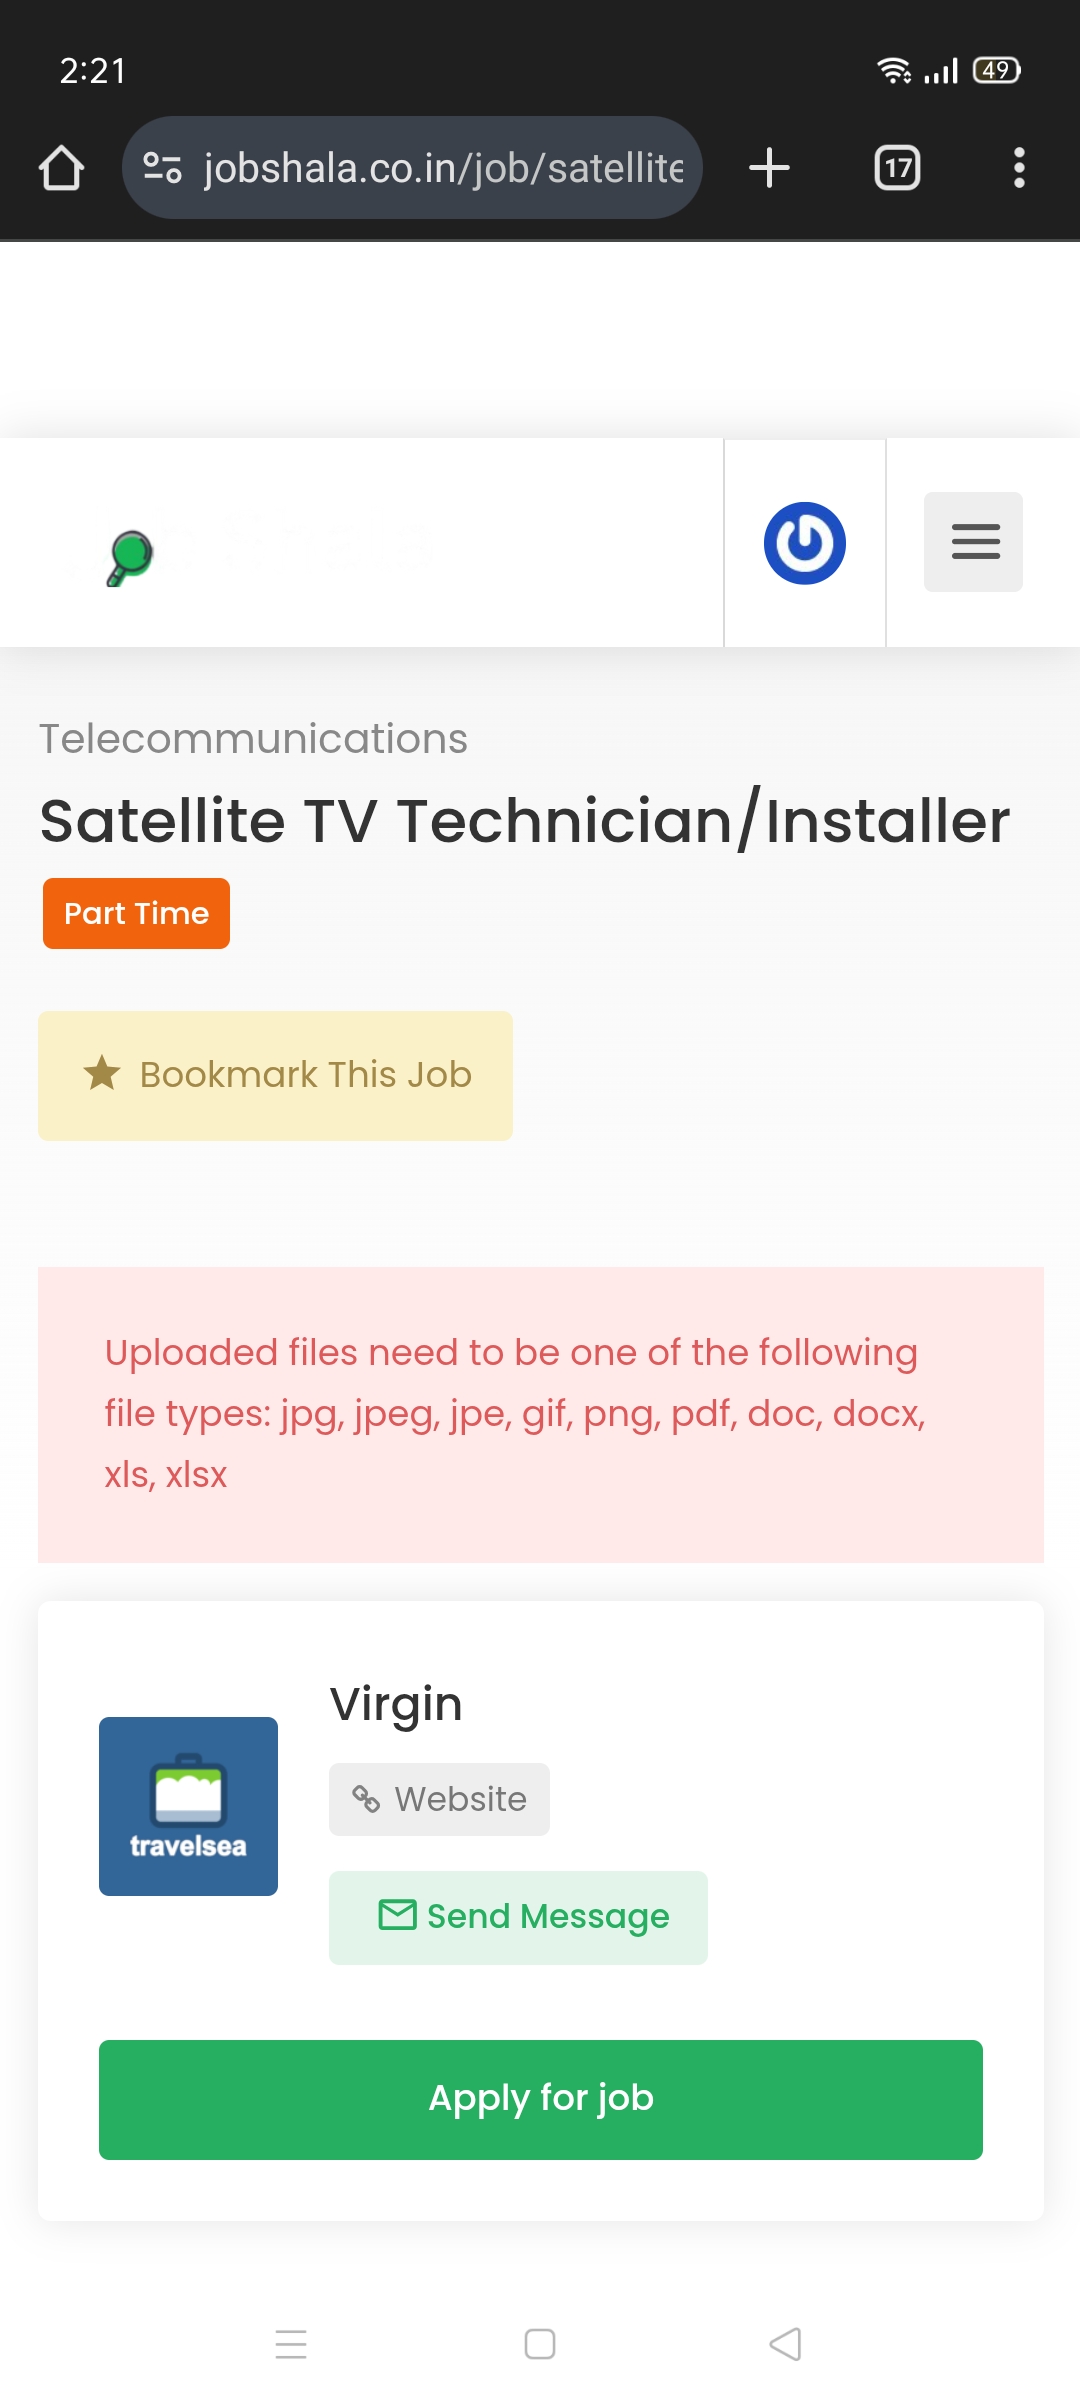 2:21
49
jobshala.co.in/job/satellite
17
Telecommunications
Satellite TV Technician/Installer
Part Time
Bookmark This Job
Uploaded files need to be one of the following
file types: jpg, jpeg, jpe, gif, png, pdf, doc, docx,
xls, xlsx
Virgin
travelsea
Website
Send Message
Apply for job